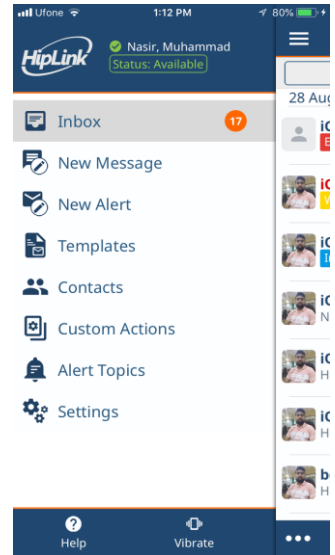 Ufone 1:12 PM 80%
HipLink
Nasir, Muhammad
Status: Available
28 Aug
Inbox 17
New Message
New Alert
Templates
Contacts
Custom Actions
Alert Topics
Settings
Help Vibrate